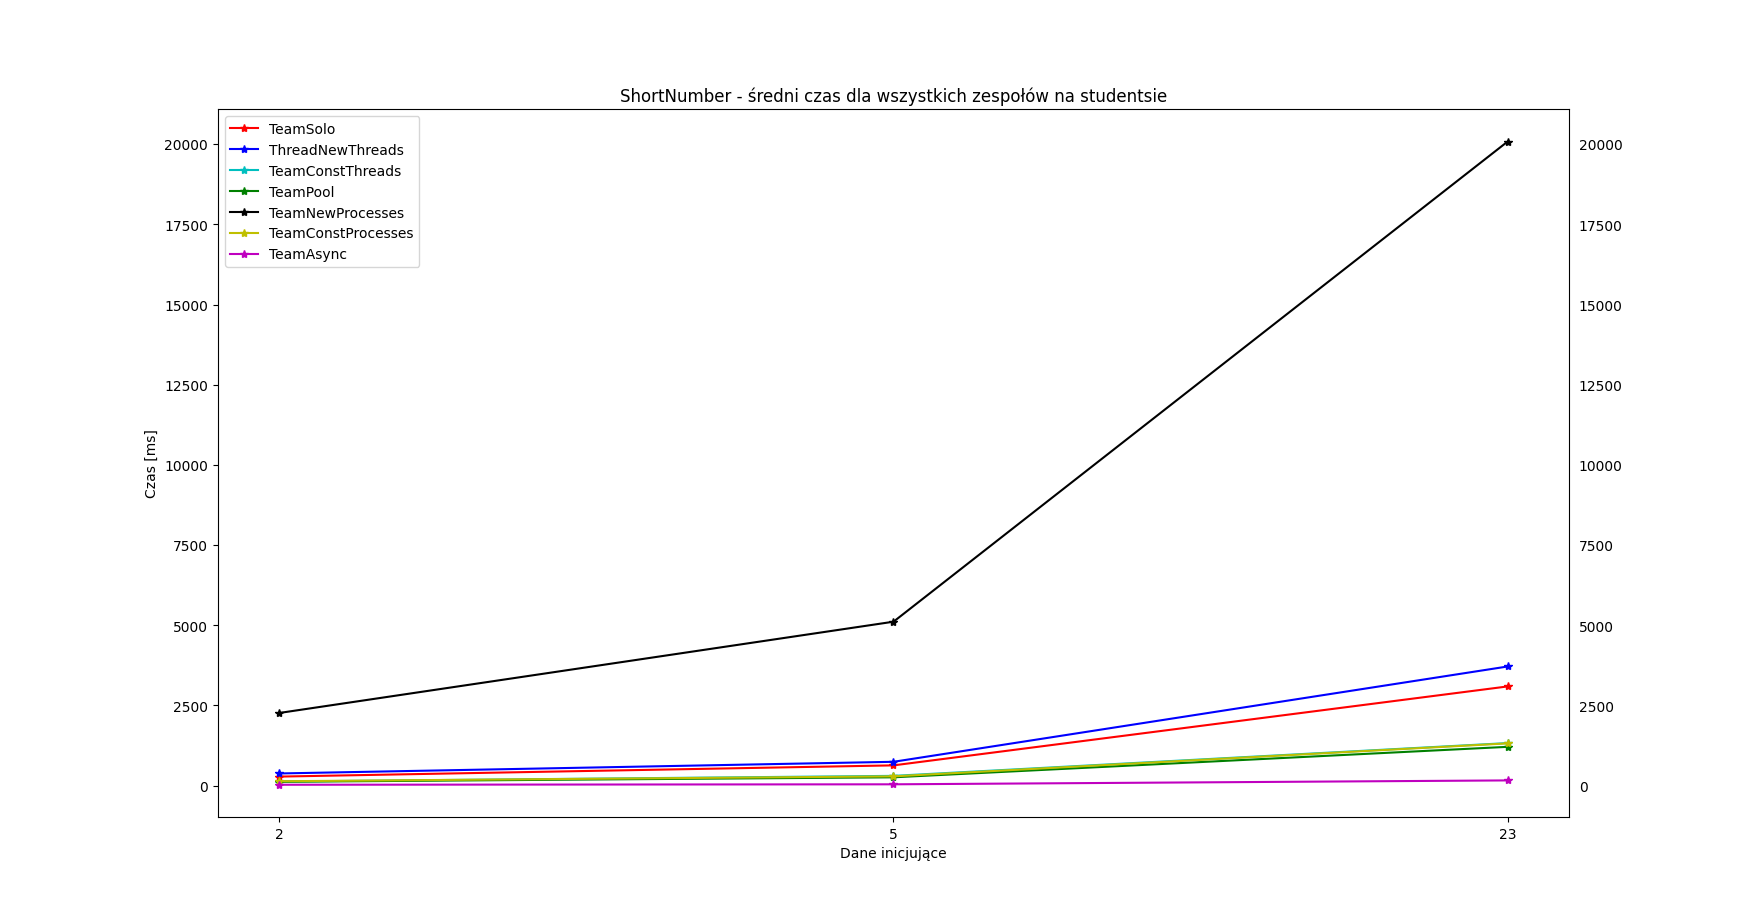 ShortNumber - średni czas dla wszystkich zespołów na studentsie
TeamSolo
ThreadNewThreads
TeamConstThreads
TeamPool
TeamNewProcesses
TeamConstProcesses
TeamAsync
20000
17500
15000
12500
10000
7500
5000
2500
0
Czas [ms]
20000
17500
15000
12500
10000
7500
5000
2500
0
2
5
23
Dane inicjujące